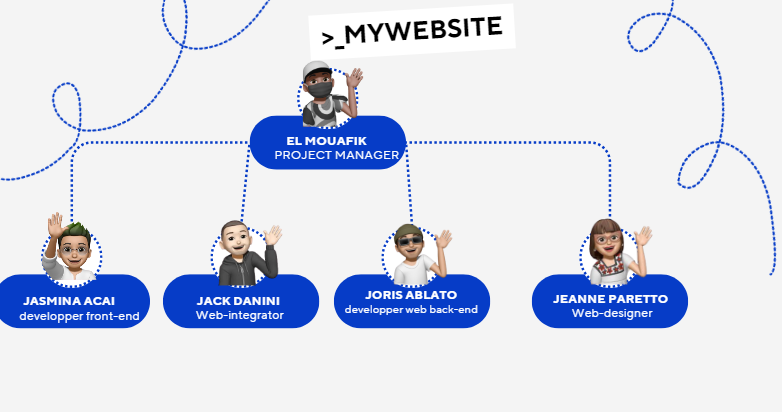 >_MYWEBSITE
EL MOUAFIK
PROJECT MANAGER
JASMINA ACAI
developper front-end
JACK DANINI
Web-integrator
JORIS ABLATO
developper web back-end
JEANNE PARETTO
Web-designer